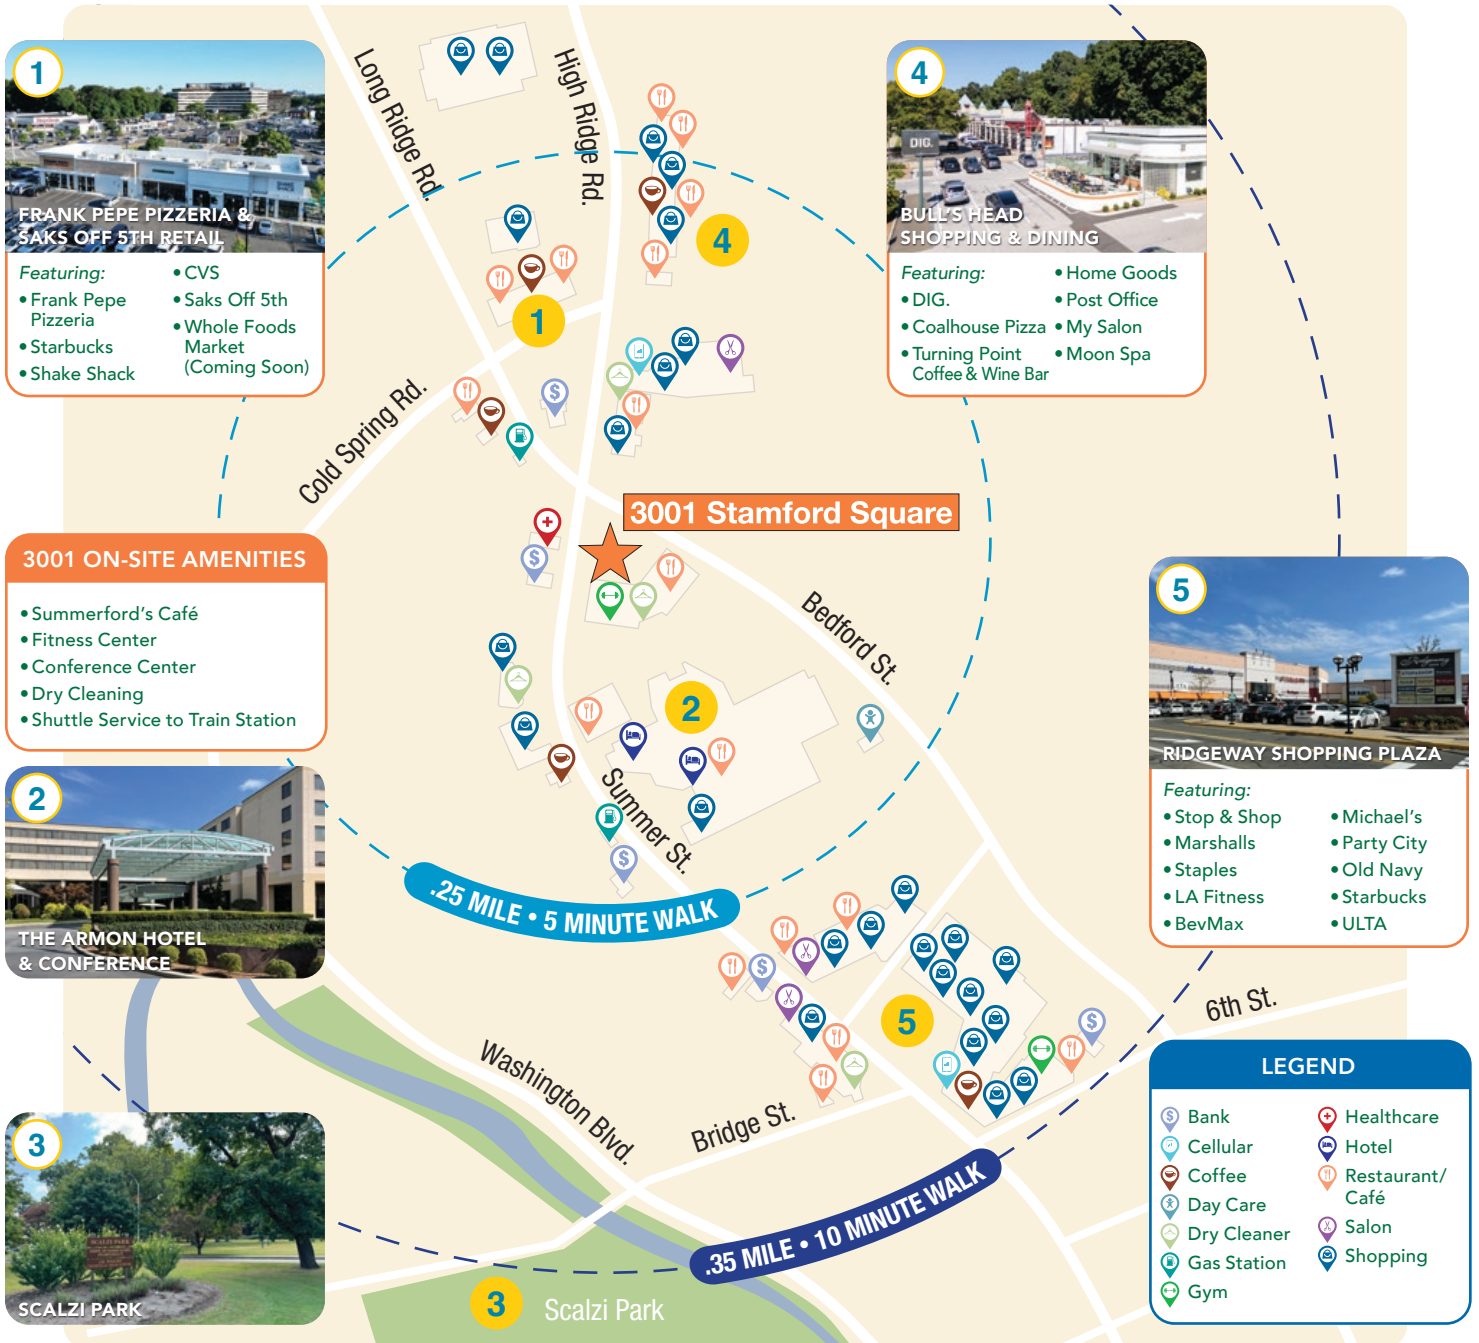 1
FRANK PEPE PIZZERIA &
SAKS OFF 5TH RETAIL
Featuring:
• Frank Pepe
Pizzeria
• Starbucks
• Shake Shack
• CVS
• Saks Off 5th
• Whole Foods
Market
(Coming Soon)
4
DIG.
BULL'S HEAD
SHOPPING & DINING
Featuring:
• DIG.
• Coalhouse Pizza
• Turning Point
Coffee & Wine Bar
• Home Goods
• Post Office
• My Salon
• Moon Spa
Long Ridge Rd.
High Ridge Rd.
4
1
Cold Spring Rd.
3001 Stamford Square
3001 ON-SITE AMENITIES
• Summerford's Café
• Fitness Center
• Conference Center
• Dry Cleaning
• Shuttle Service to Train Station
Bedford St.
2
Summer St.
.25 MILE • 5 MINUTE WALK
2
THE ARMON HOTEL
& CONFERENCE
5
RIDGEWAY SHOPPING PLAZA
Featuring:
• Stop & Shop
• Marshalls
• Staples
• LA Fitness
• BevMax
• Michael's
• Party City
• Old Navy
• Starbucks
• ULTA
5
6th St.
Washington Blvd.
Bridge St.
.35 MILE • 10 MINUTE WALK
3
SCALZI PARK
SCALZI PARK
3
Scalzi Park
LEGEND
Bank
Cellular
Coffee
Day Care
Dry Cleaner
Gas Station
Gym
Healthcare
Hotel
Restaurant/
Café
Salon
Shopping